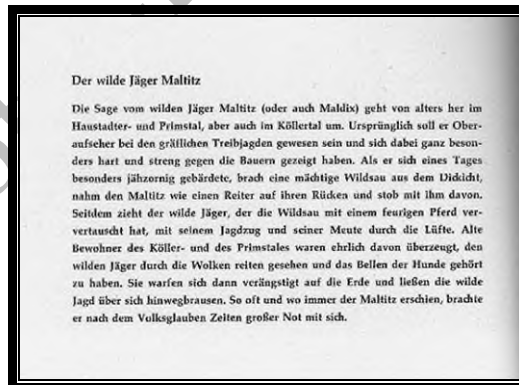 Der wilde Jäger Maltitz
Die Sage vom wilden Jäger Maltitz (oder auch Maldix) geht von alters her im
Haustadter- und Primstal, aber auch im Köllertal um. Ursprünglich soll er Ober-
aufseher bei den gräflichen Treibjagden gewesen sein und sich dabei ganz beson-
ders hart und streng gegen die Bauern gezeigt haben. Als er sich eines Tages
besonders jähzornig gebärdete, brach eine mächtige Wildsau aus dem Dickicht,
nahm den Maltitz wie einen Reiter auf ihren Rücken und stob mit ihm davon.
Seitdem zieht der wilde Jäger, der die Wildsau mit einem feurigen Pferd ver-
vertauscht hat, mit seinem Jagdzug und seiner Meute durch die Lüfte. Alte
Bewohner des Köller- und des Primstales waren ehrlich davon überzeugt, den
wilden Jäger durch die Wolken reiten gesehen und das Bellen der Hunde gehört
zu haben. Sie warfen sich dann verängstigt auf die Erde und ließen die wilde
Jagd über sich hinwegbrausen. So oft und wo immer der Maltitz erschien, brachte
er nach dem Volksglauben Zeiten großer Not mit sich.